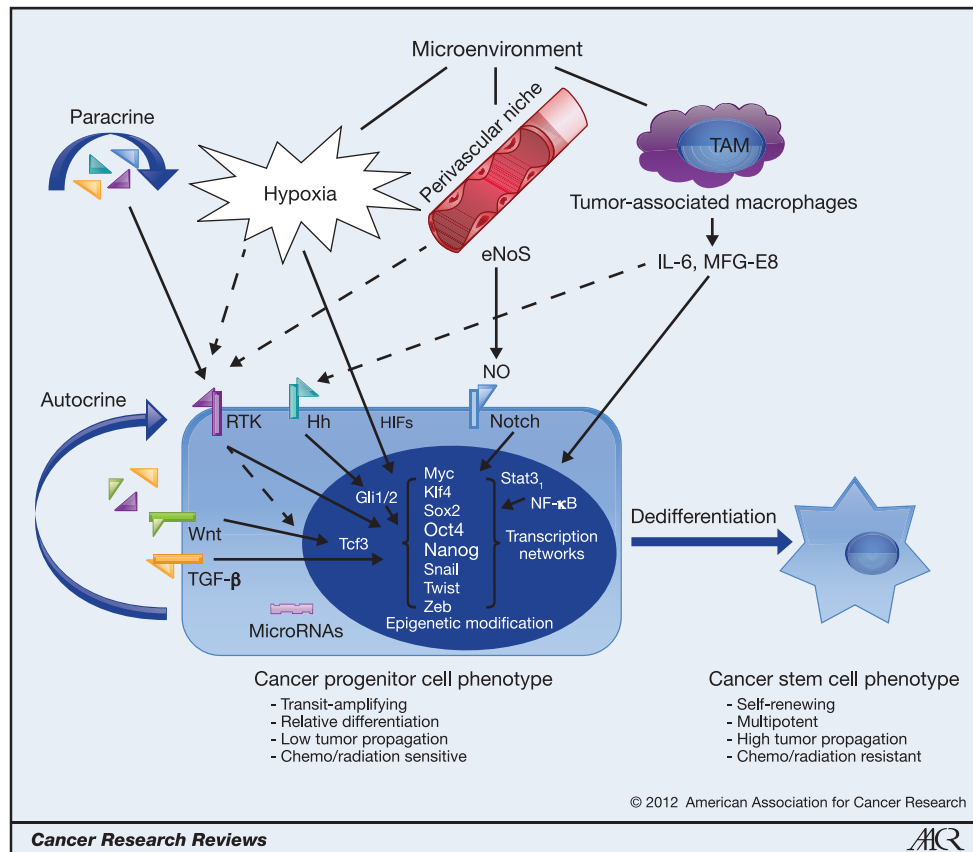 Microenvironment
Paracrine
Hypoxia
Perivascular niche
TAM
Tumor-associated macrophages
eNoS
IL-6, MFG-E8
NO
Autocrine
RTK
Hh
HIFs
Notch
Myc
Klf4
Sox2
Oct4
Nanog
Snail
Twist
Zeb
Gli1/2
Stat3₁
NF-κB
Transcription
networks
Wnt
Tcf3
TGF-β
MicroRNAs
Epigenetic modification
Dedifferentiation
Cancer progenitor cell phenotype
- Transit-amplifying
- Relative differentiation
- Low tumor propagation
- Chemo/radiation sensitive
Cancer stem cell phenotype
- Self-renewing
- Multipotent
- High tumor propagation
- Chemo/radiation resistant
© 2012 American Association for Cancer Research
Cancer Research Reviews
AACR